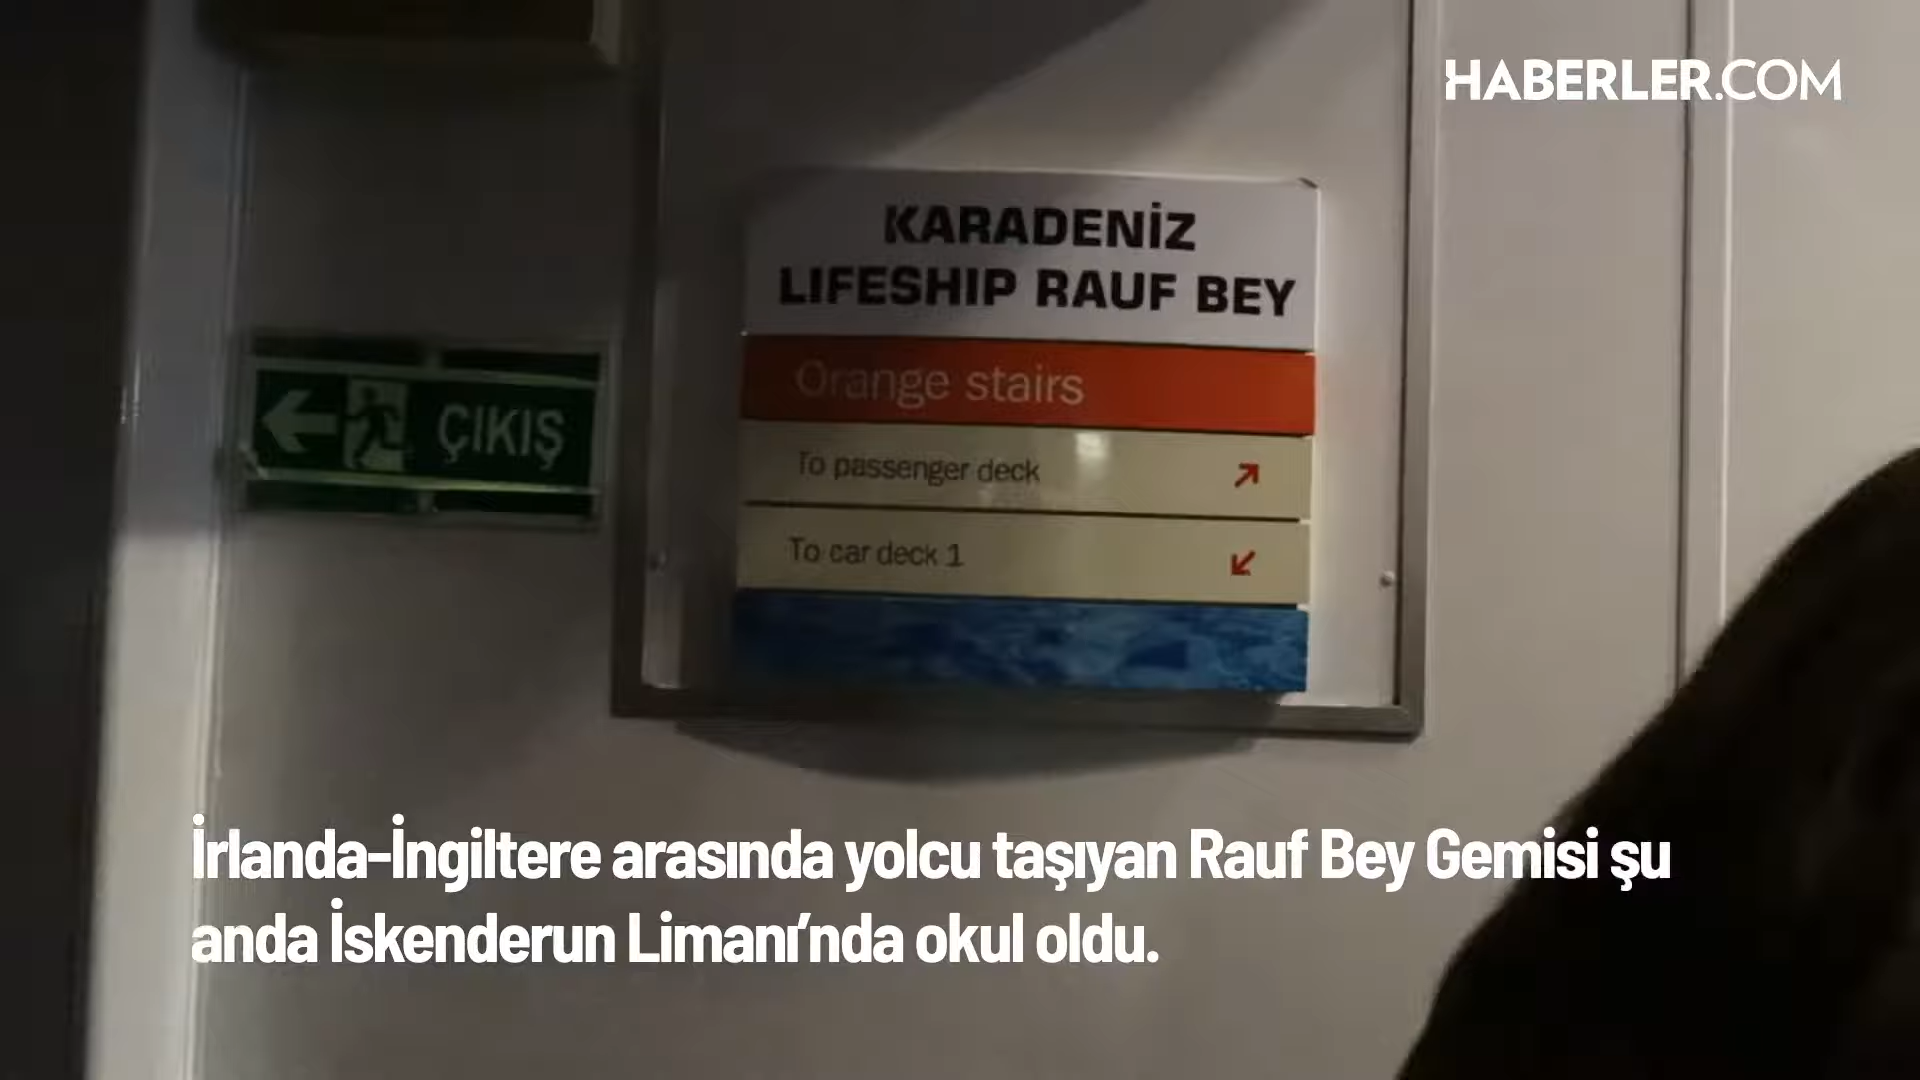 HABERLER.COM
KARADENİZ
LIFESHIP RAUF BEY
Orange stairs
To passenger deck
To car deck 1
ÇIKIŞ
İrlanda-İngiltere arasında yolcu taşıyan Rauf Bey Gemisi şu
anda İskenderun Limanı’nda okul oldu.